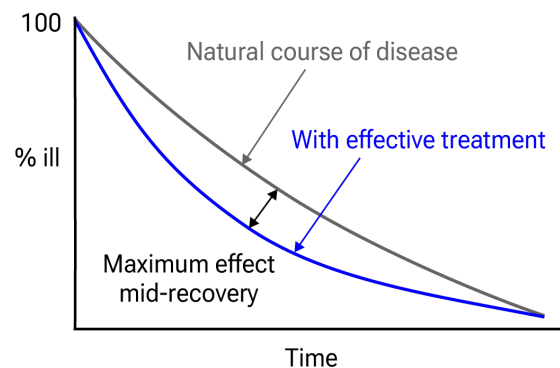 100
Natural course of disease
With effective treatment
% ill
Maximum effect
mid-recovery
Time